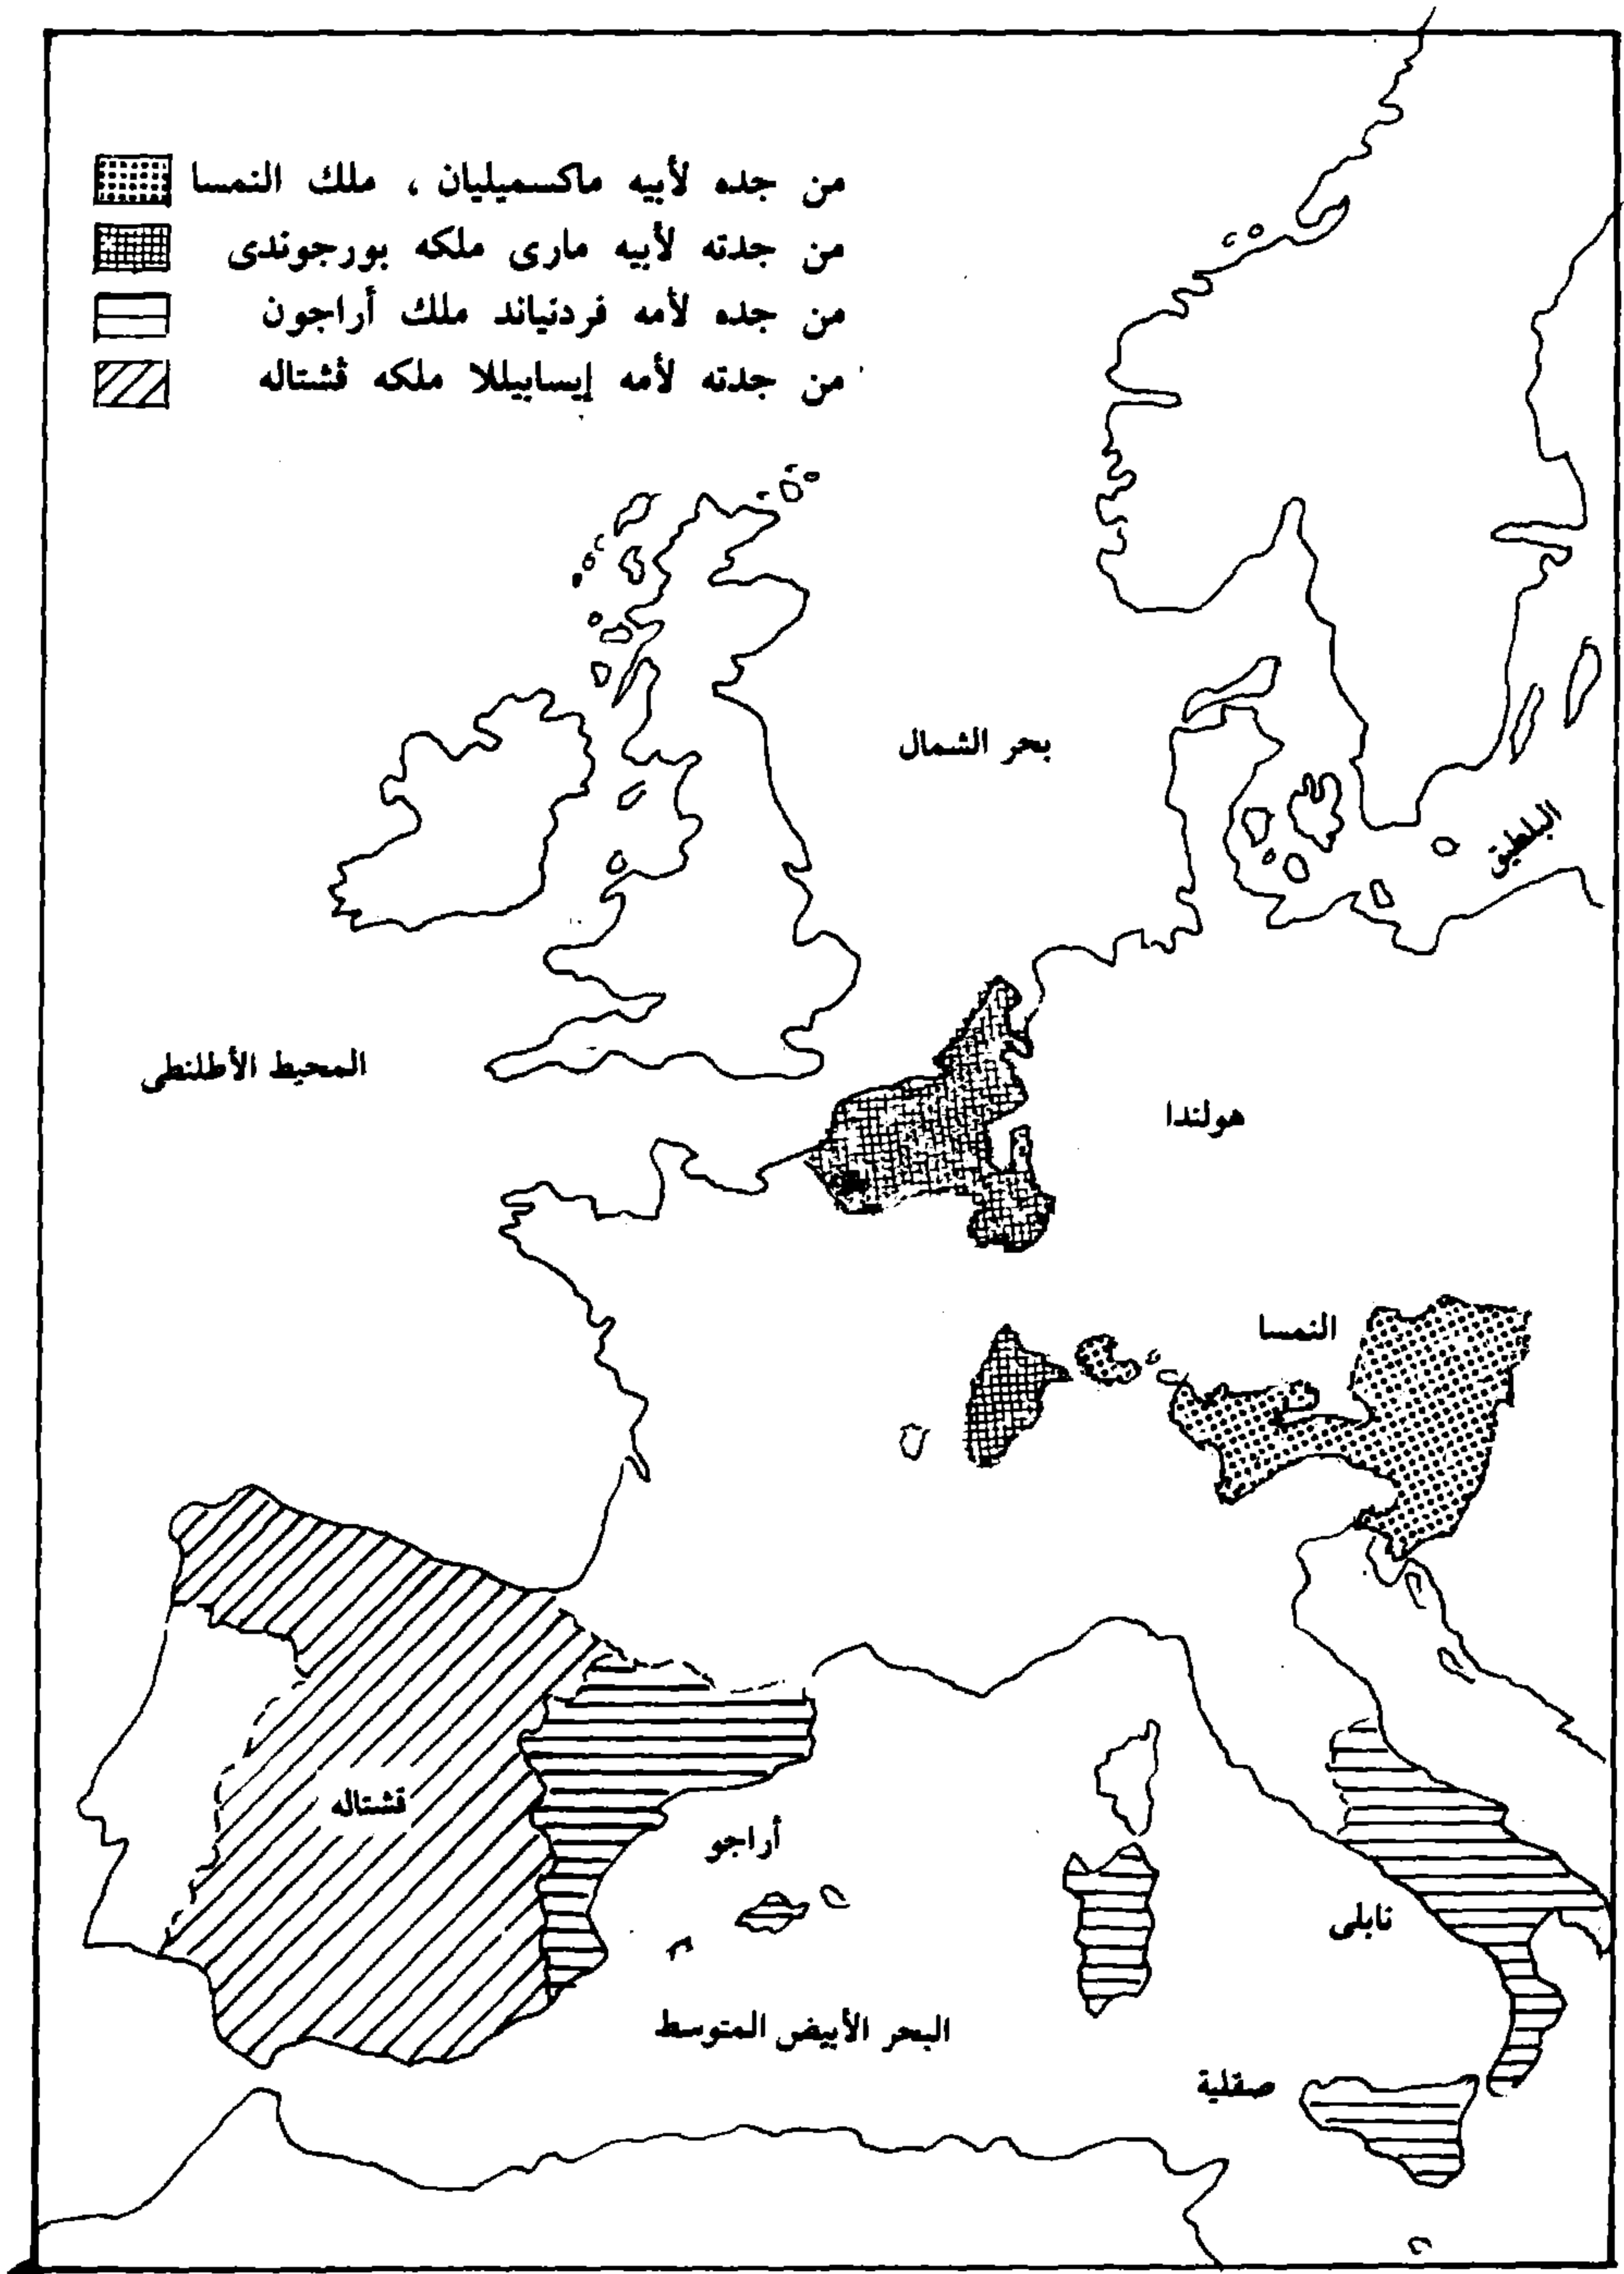 من جده لأبيه ماكسميليان ، ملك النمسا
من جدته لأبيه مارى ملكه بورجوندى
من جده لأمه فردنياند ملك أراجون
من جدته لأمه إيسابيللا ملكه قشتاله
بحر الشمال
البلطيق
المحيط الأطلنطى
هولندا
النمسا
قشتاله
أراجو
نابلى
البحر الأبيض المتوسط
صقلية